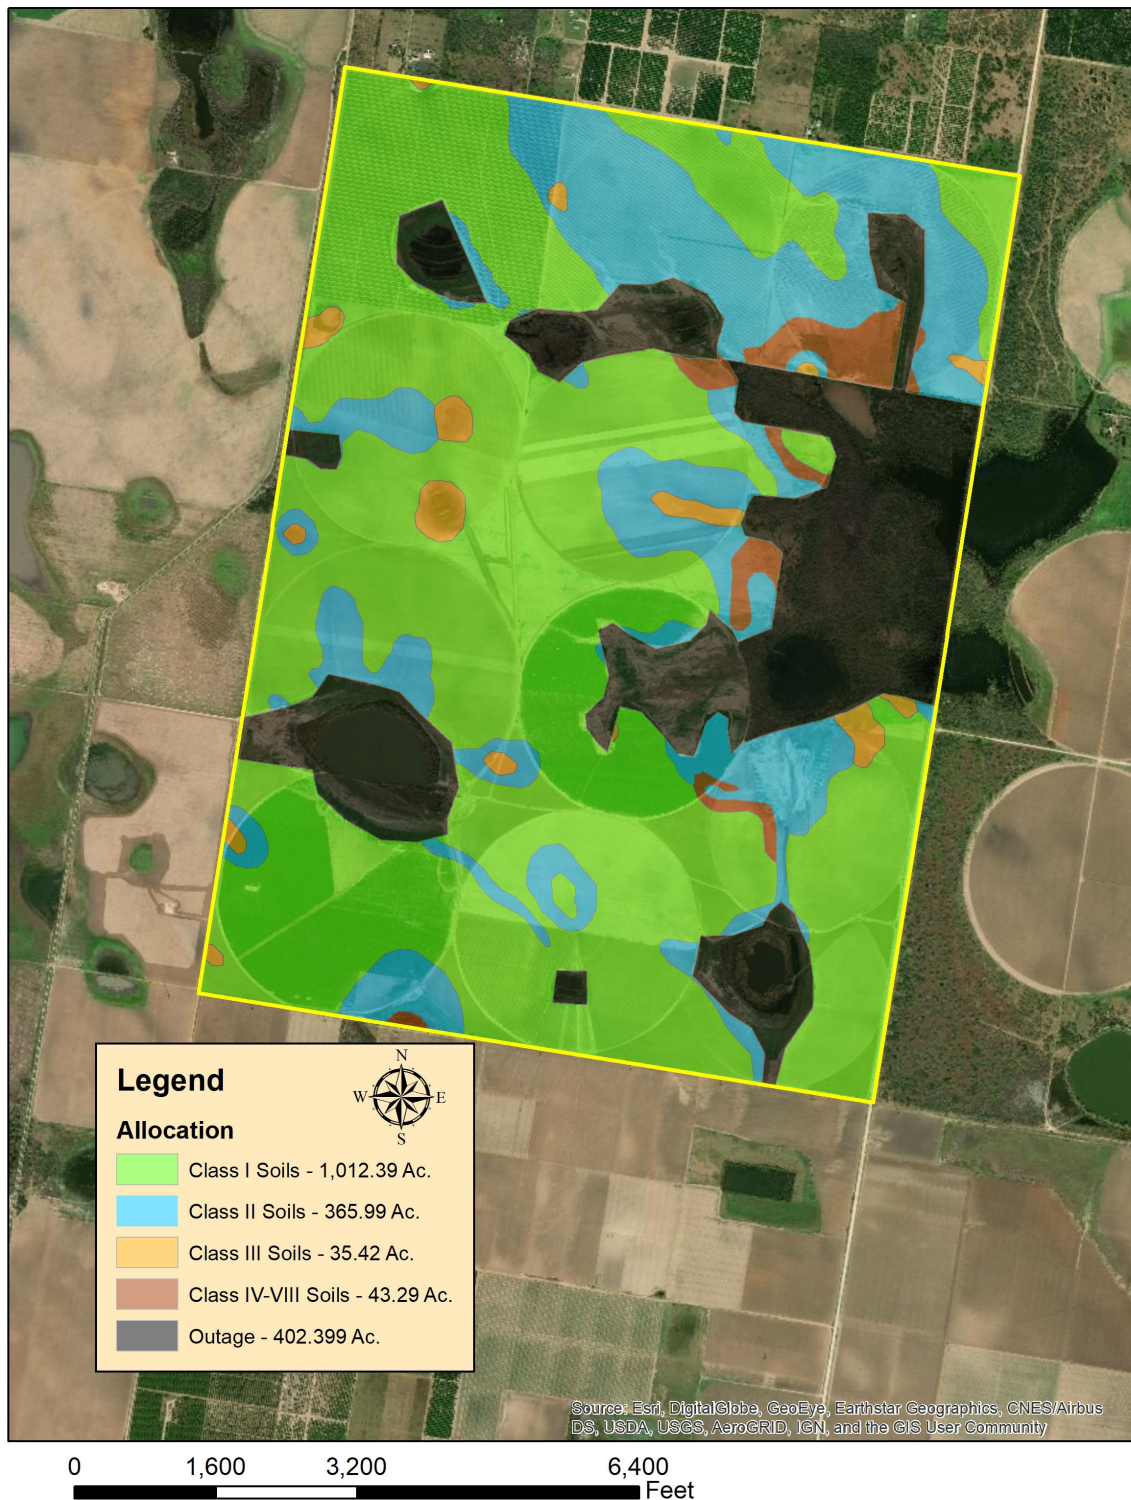 Legend
N
W E
S
Allocation
Class I Soils - 1,012.39 Ac.
Class II Soils - 365.99 Ac.
Class III Soils - 35.42 Ac.
Class IV-VIII Soils - 43.29 Ac.
Outage - 402.399 Ac.
Source: Esri, DigitalGlobe, GeoEye, Earthstar Geographics, CNES/Airbus
DS, USDA, USGS, AeroGRID, IGN, and the GIS User Community
0 1,600 3,200 6,400
Feet